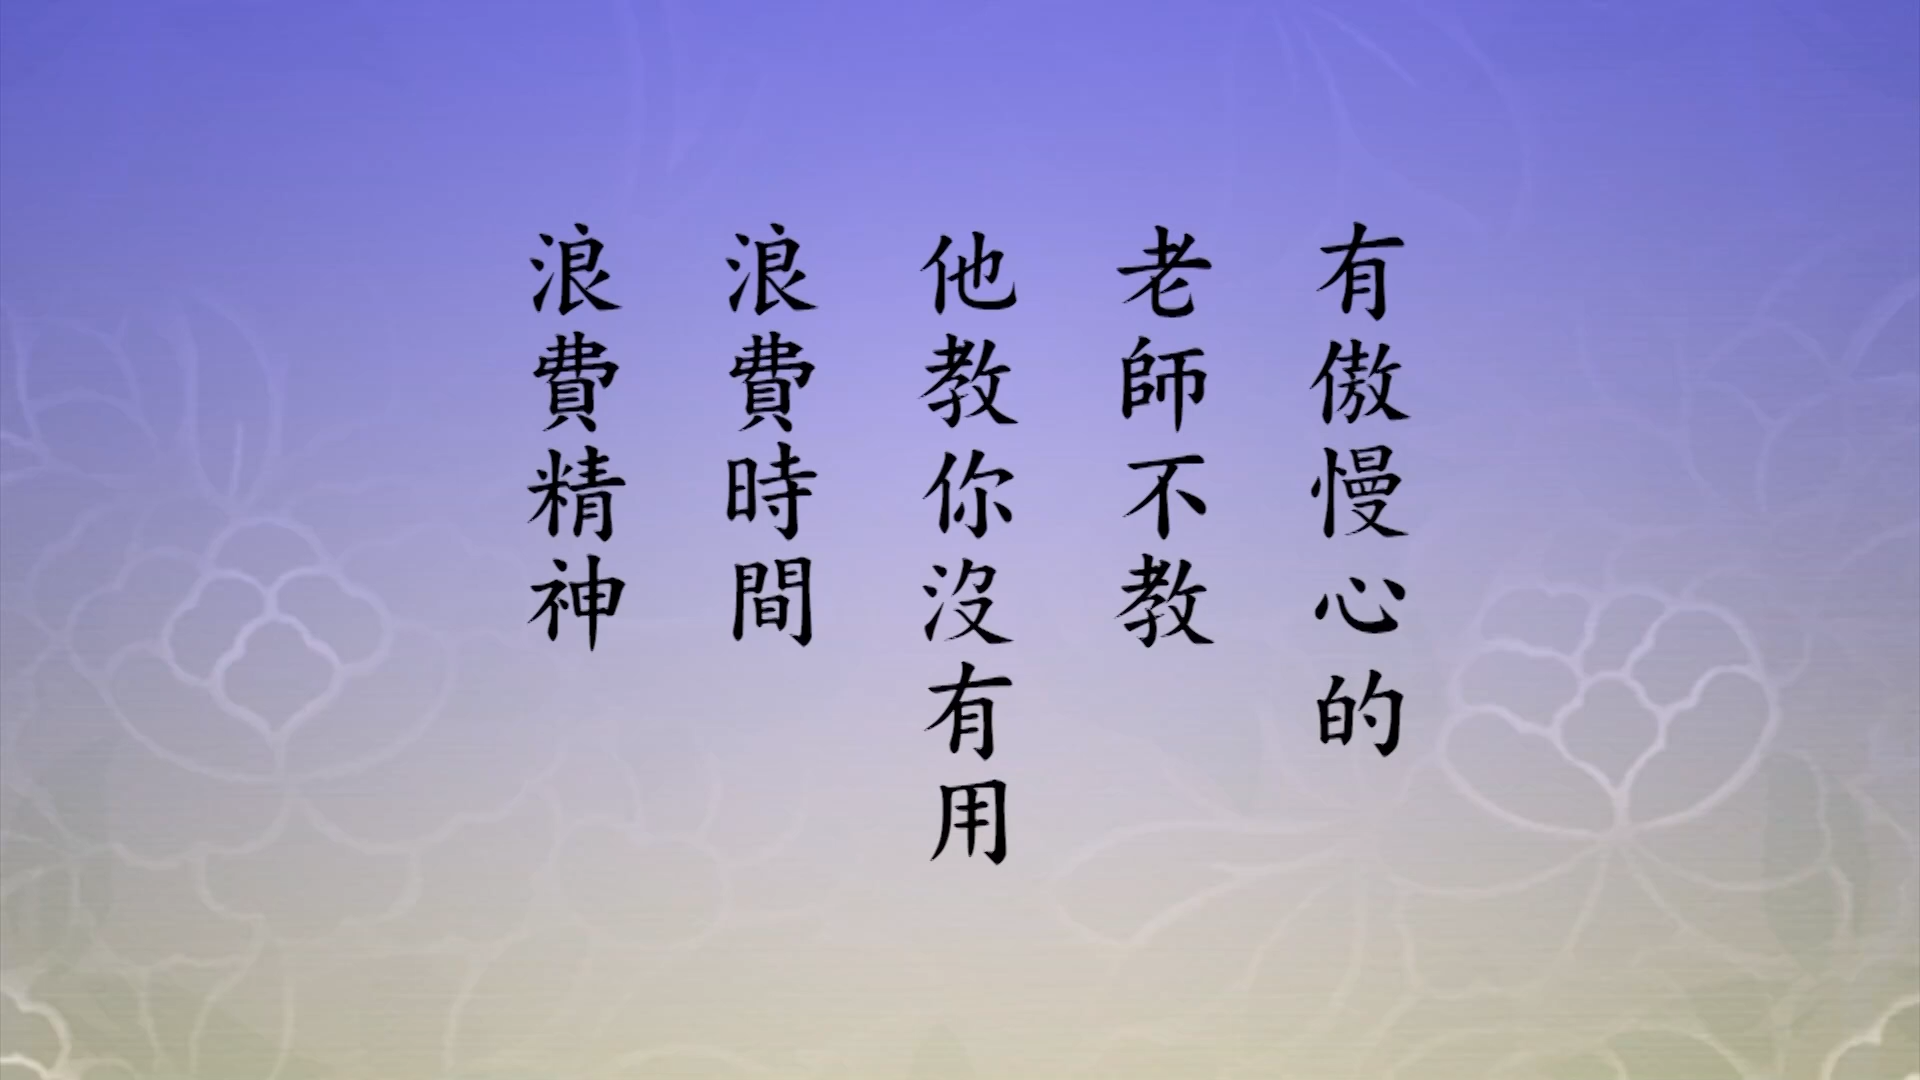 有傲慢心的
老師不教
他教你沒有用
浪費時間
浪費精神